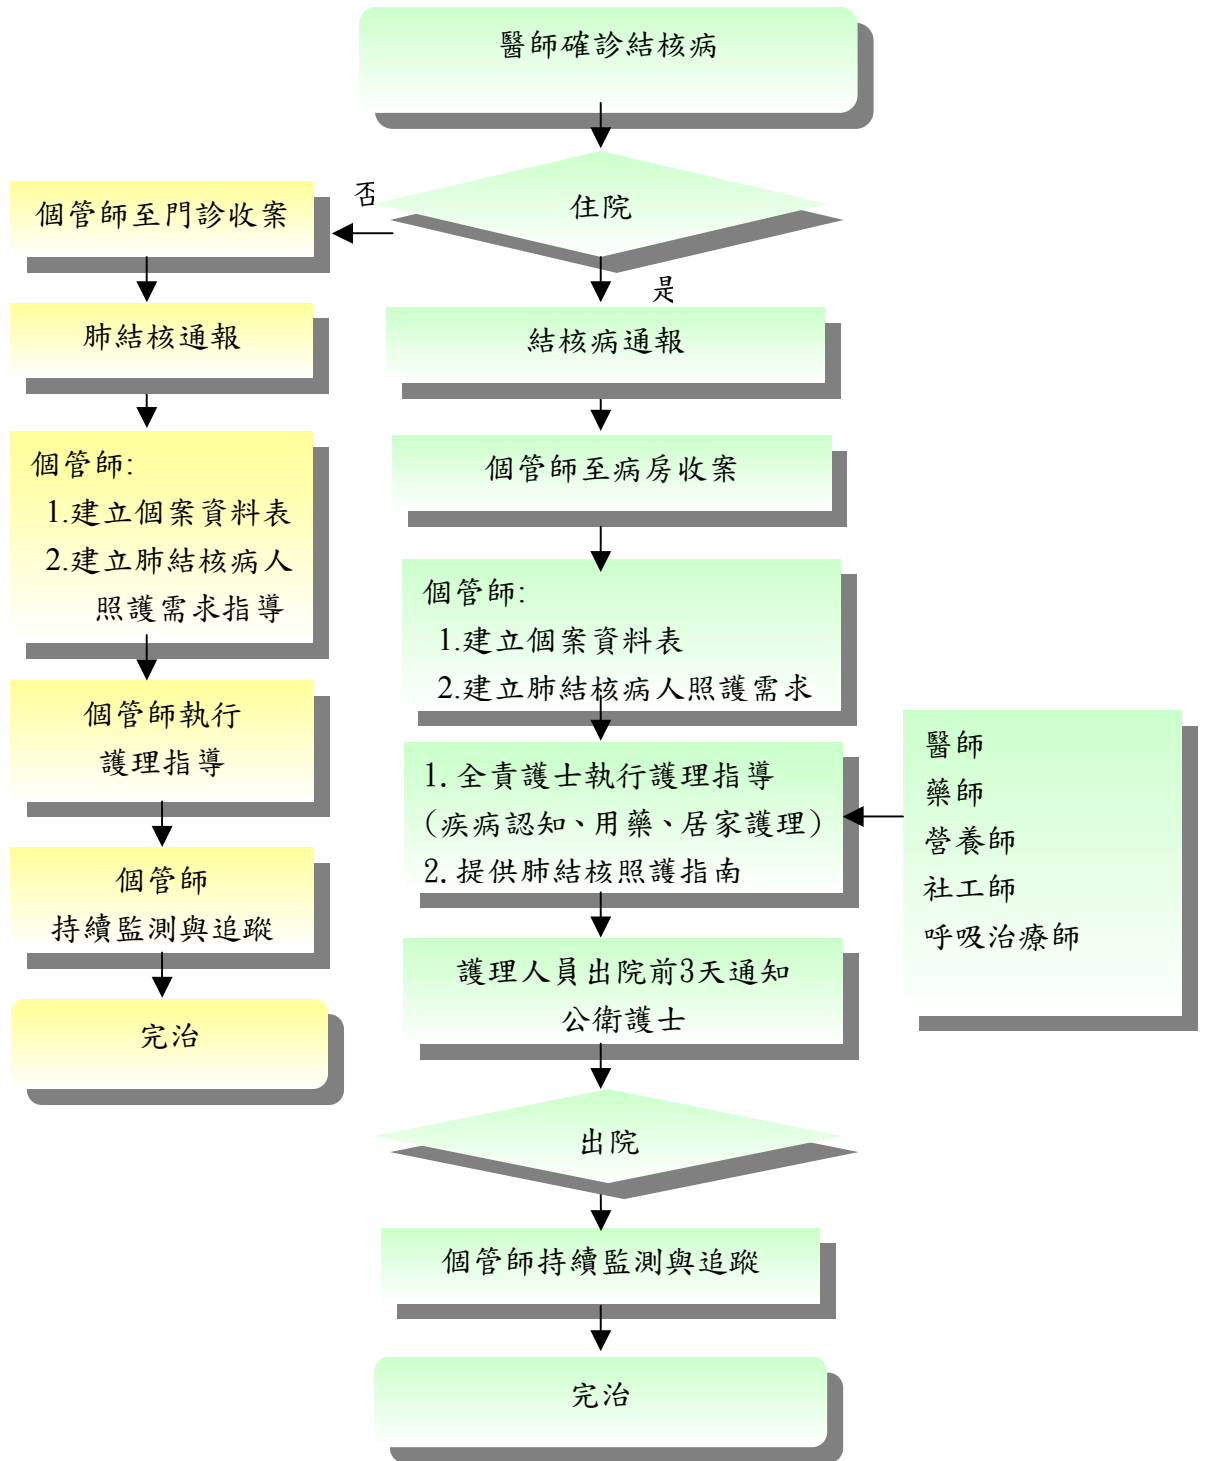 醫師確診結核病
住院
否
是
個管師至門診收案
肺結核通報
個管師:
1.建立個案資料表
2.建立肺結核病人
照護需求指導
個管師執行
護理指導
個管師
持續監測與追蹤
完治
結核病通報
個管師至病房收案
個管師:
1.建立個案資料表
2.建立肺結核病人照護需求
1. 全責護士執行護理指導
(疾病認知、用藥、居家護理)
2. 提供肺結核照護指南
醫師
藥師
營養師
社工師
呼吸治療師
護理人員出院前3天通知
公衛護士
出院
個管師持續監測與追蹤
完治